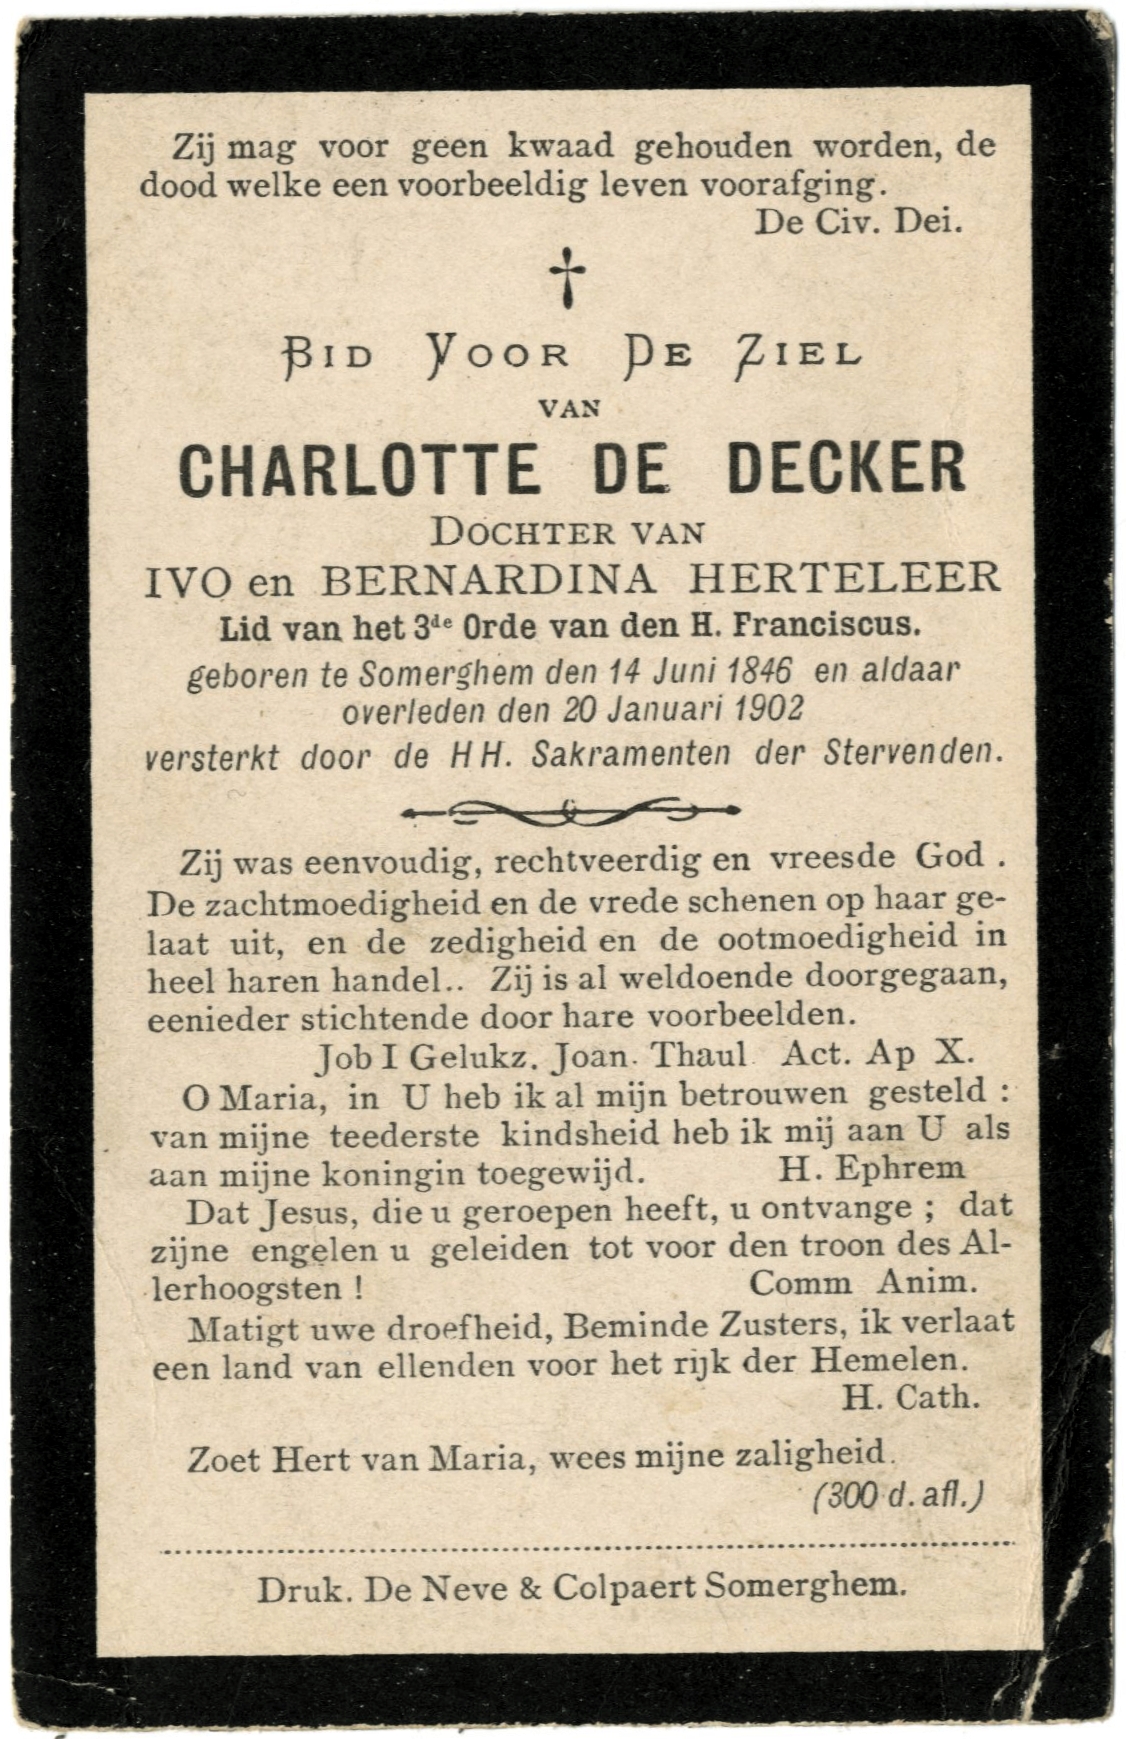 Zij mag voor geen kwaad gehouden worden, de
dood welke een voorbeeldig leven voorafging.
De Civ. Dei.
Bid Voor De Ziel
VAN
CHARLOTTE DE DECKER
DOCHTER VAN
IVO en BERNARDINA HERTELEER
Lid van het 3de Orde van den H. Franciscus.
geboren te Somerghem den 14 Juni 1846 en aldaar
overleden den 20 Januari 1902
versterkt door de HH. Sakramenten der Stervenden.
Zij was eenvoudig, rechtveerdig en vreesde God .
De zachtmoedigheid en de vrede schenen op haar ge-
laat uit, en de zedigheid en de ootmoedigheid in
heel haren handel.. Zij is al weldoende doorgegaan,
eenieder stichtende door hare voorbeelden.
Job I Gelukz. Joan. Thaul Act. Ap X.
O Maria, in U heb ik al mijn betrouwen gesteld :
van mijne teederste kindsheid heb ik mij aan U als
aan mijne koningin toegewijd. H. Ephrem
Dat Jesus, die u geroepen heeft, u ontvange ; dat
zijne engelen u geleiden tot voor den troon des Al-
lerhoogsten ! Comm Anim.
Matigt uwe droefheid, Beminde Zusters, ik verlaat
een land van ellenden voor het rijk der Hemelen.
H. Cath.
Zoet Hert van Maria, wees mijne zaligheid.
(300 d. afl.)
Druk. De Neve & Colpaert Somerghem.